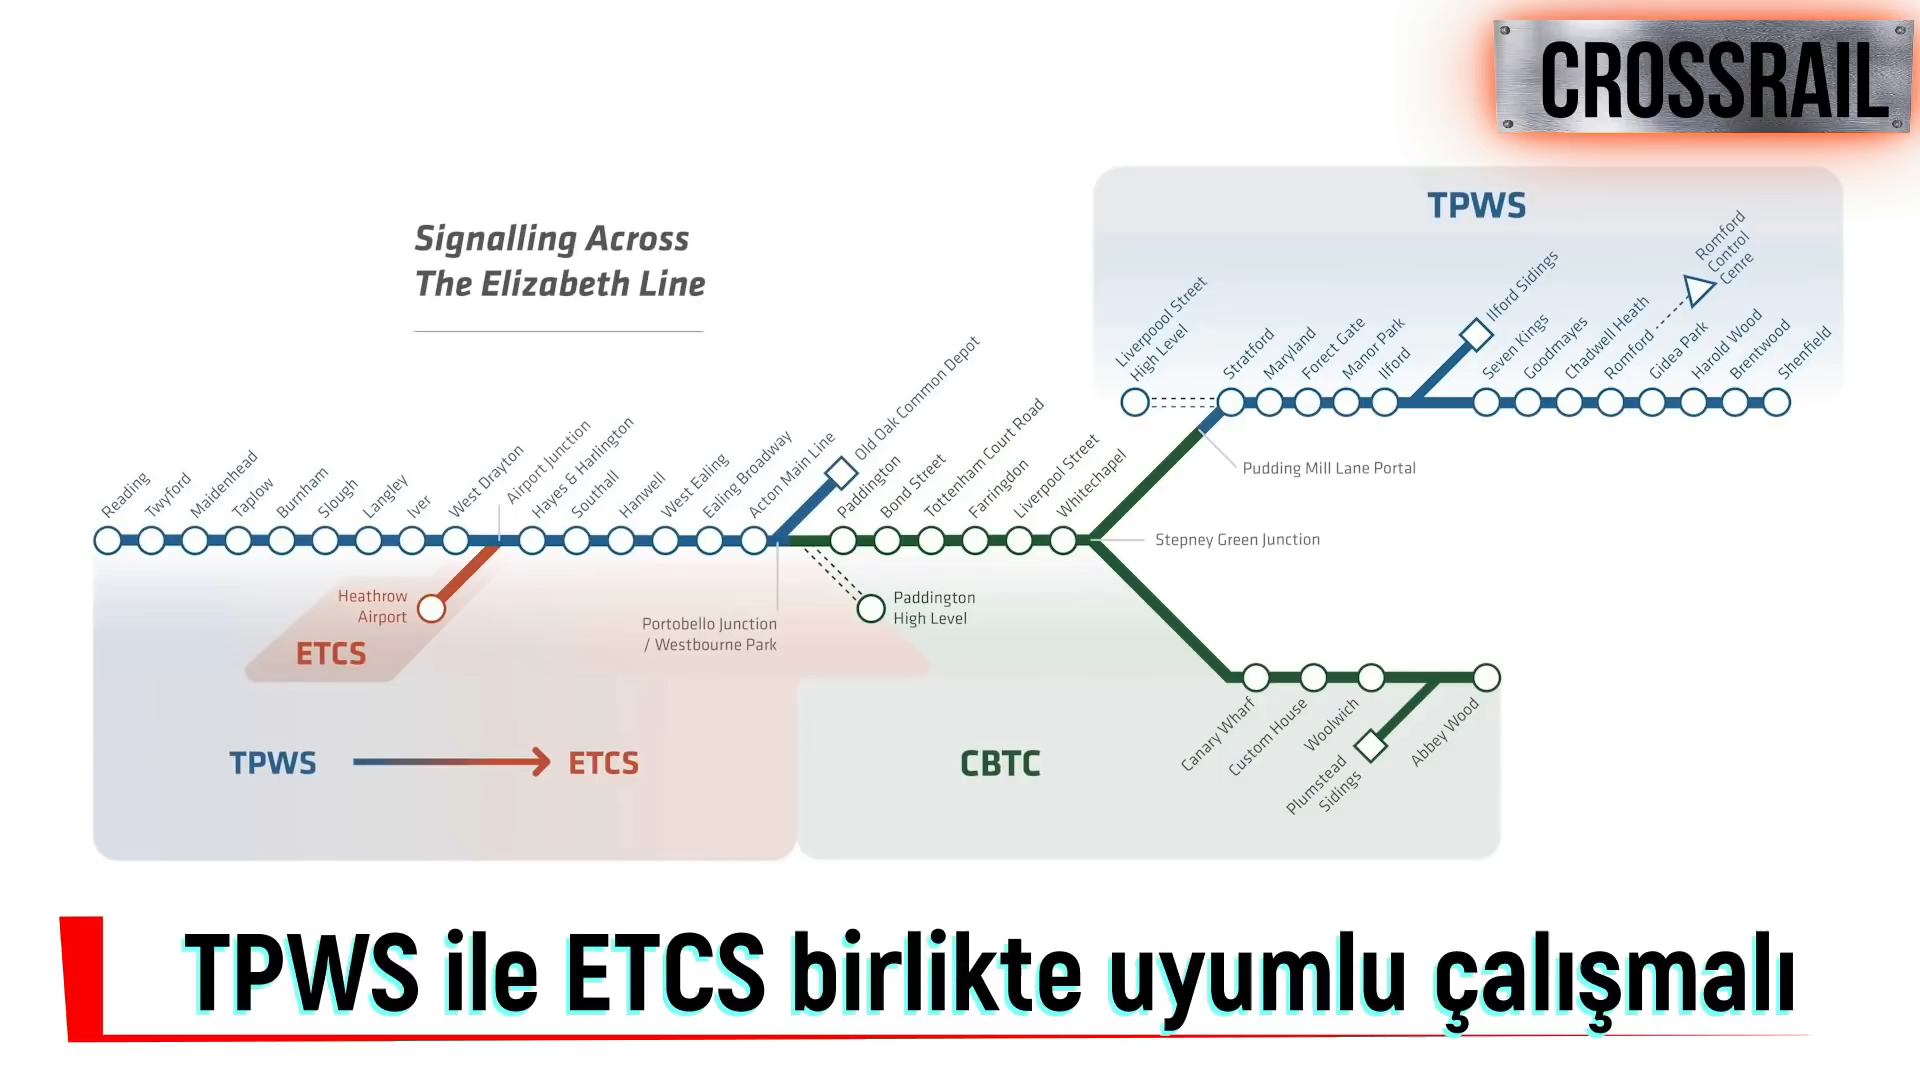 CROSSRAIL
Signalling Across
The Elizabeth Line
TPWS
Liverpoool Street
High Level
Stratford
Maryland
Forect Gate
Manor Park
Ilford
Ilford Sidings
Seven Kings
Goodmayes
Chadwell Heath
Romford
Romford
Control
Cenre
Gidea Park
Harold Wood
Brentwood
Shenfield
Pudding Mill Lane Portal
Reading
Twyford
Maidenhead
Taplow
Burnham
Slough
Langley
Iver
West Drayton
Airport Junction
Hayes & Harlington
Southall
Hanwell
West Ealing
Ealing Broadway
Acton Main Line
Old Oak Common Depot
Paddington
Bond Street
Tottenham Court Road
Farringdon
Liverpool Street
Whitechapel
Stepney Green Junction
Heathrow
Airport
ETCS
Portobello Junction
/ Westbourne Park
Paddington
High Level
Canary Wharf
Custom House
Woolwich
Plumstead
Sidings
Abbey Wood
TPWS
ETCS
CBTC
TPWS ile ETCS birlikte uyumlu çalışmalı